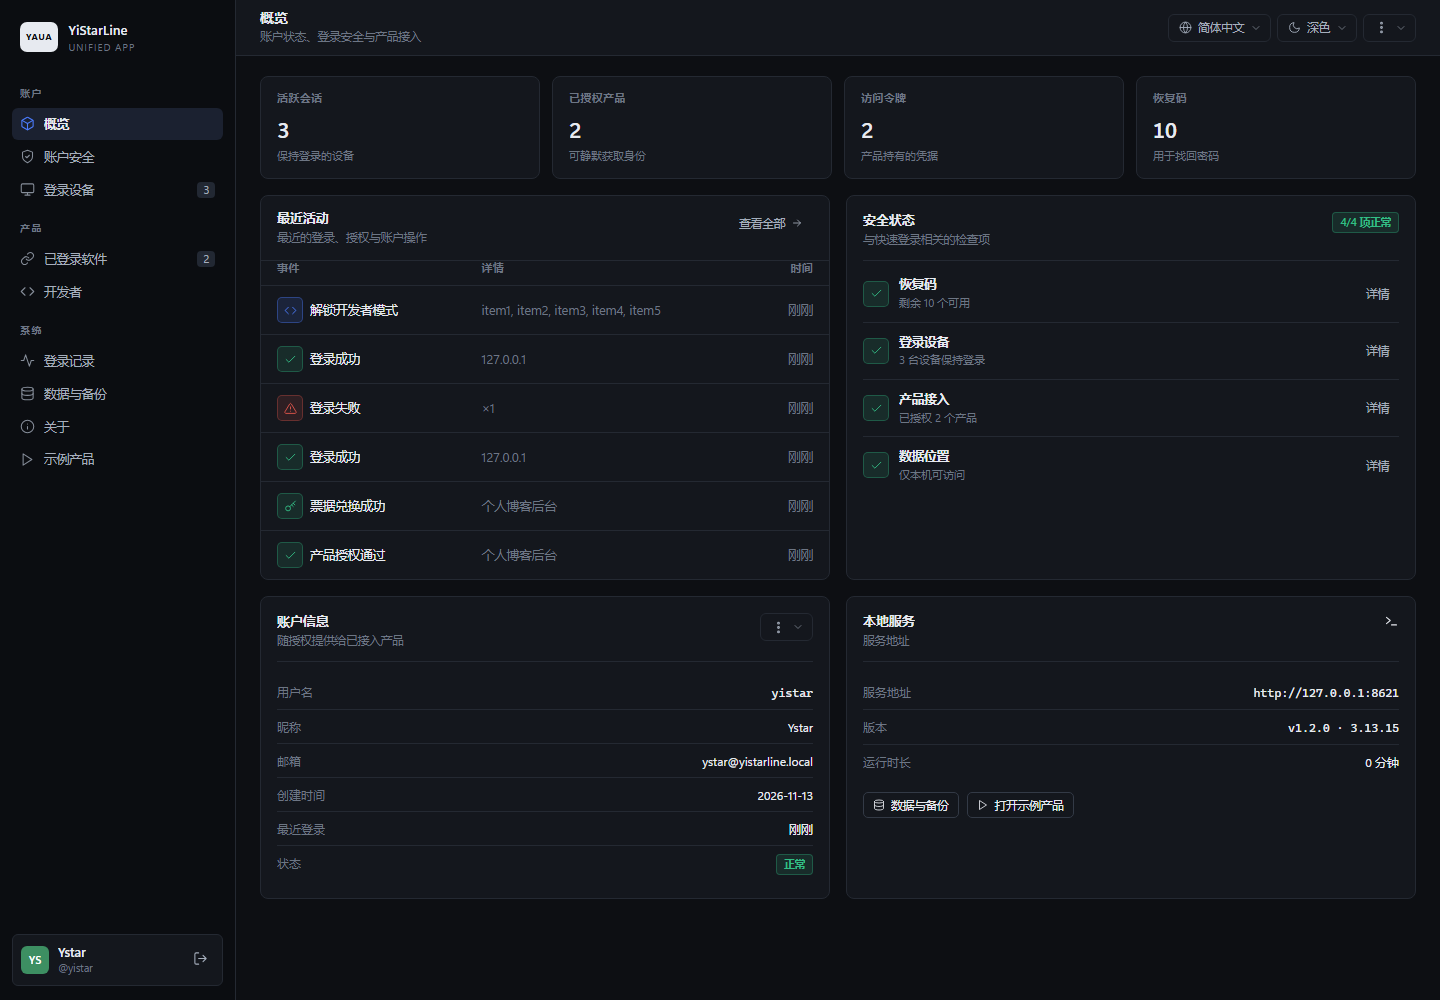 YAUA
YiStarLine
UNIFIED APP
账户
概览
账户安全
登录设备
3
产品
已登录软件
2
开发者
系统
登录记录
数据与备份
关于
示例产品
YS
Ystar
@yistar
概览
账户状态、登录安全与产品接入
简体中文
深色
活跃会话
3
保持登录的设备
已授权产品
2
可静默获取身份
访问令牌
2
产品持有的凭据
恢复码
10
用于找回密码
最近活动
最近的登录、授权与账户操作
查看全部 →
事件 详情 时间
解锁开发者模式 item1, item2, item3, item4, item5 刚刚
登录成功 127.0.0.1 刚刚
登录失败 ×1 刚刚
登录成功 127.0.0.1 刚刚
票据兑换成功 个人博客后台 刚刚
产品授权通过 个人博客后台 刚刚
安全状态
与快速登录相关的检查项
4/4 项正常
恢复码
剩余 10 个可用
详情
登录设备
3 台设备保持登录
详情
产品接入
已授权 2 个产品
详情
数据位置
仅本机可访问
详情
账户信息
随授权提供给已接入产品
用户名 yistar
昵称 Ystar
邮箱 ystar@yistarline.local
创建时间 2026-11-13
最近登录 刚刚
状态 正常
本地服务
服务地址
服务地址 http://127.0.0.1:8621
版本 v1.2.0 · 3.13.15
运行时长 0 分钟
数据与备份
打开示例产品